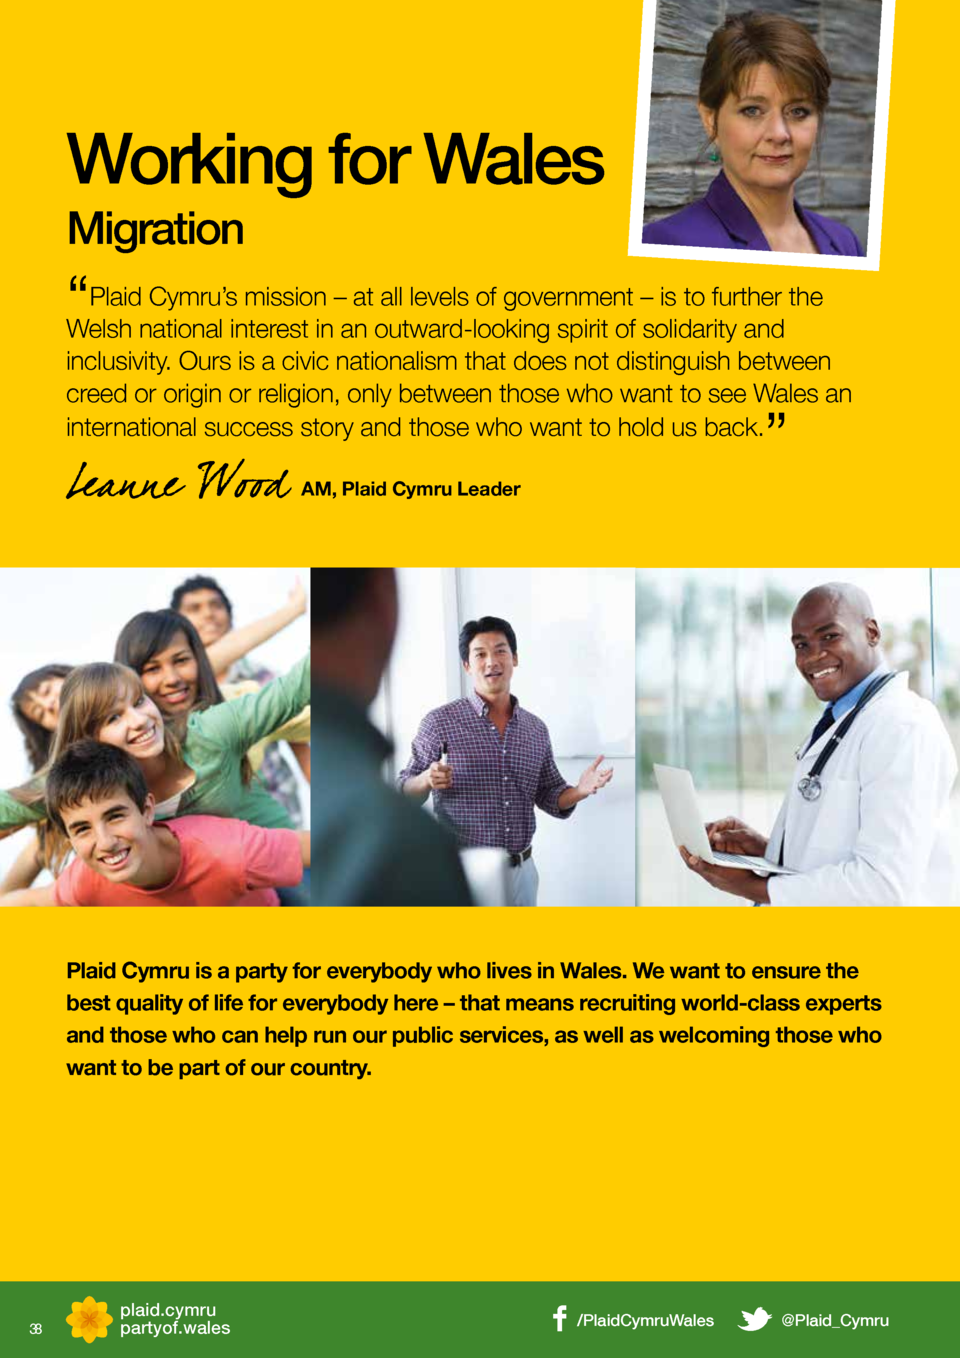 Working for Wales
Migration
“Plaid Cymru’s mission – at all levels of government – is to further the
Welsh national interest in an outward-looking spirit of solidarity and
inclusivity. Ours is a civic nationalism that does not distinguish between
creed or origin or religion, only between those who want to see Wales an
international success story and those who want to hold us back.”
Leanne Wood AM, Plaid Cymru Leader
Plaid Cymru is a party for everybody who lives in Wales. We want to ensure the
best quality of life for everybody here – that means recruiting world-class experts
and those who can help run our public services, as well as welcoming those who
want to be part of our country.
38
plaid.cymru
partyof.wales
/PlaidCymruWales
@Plaid_Cymru